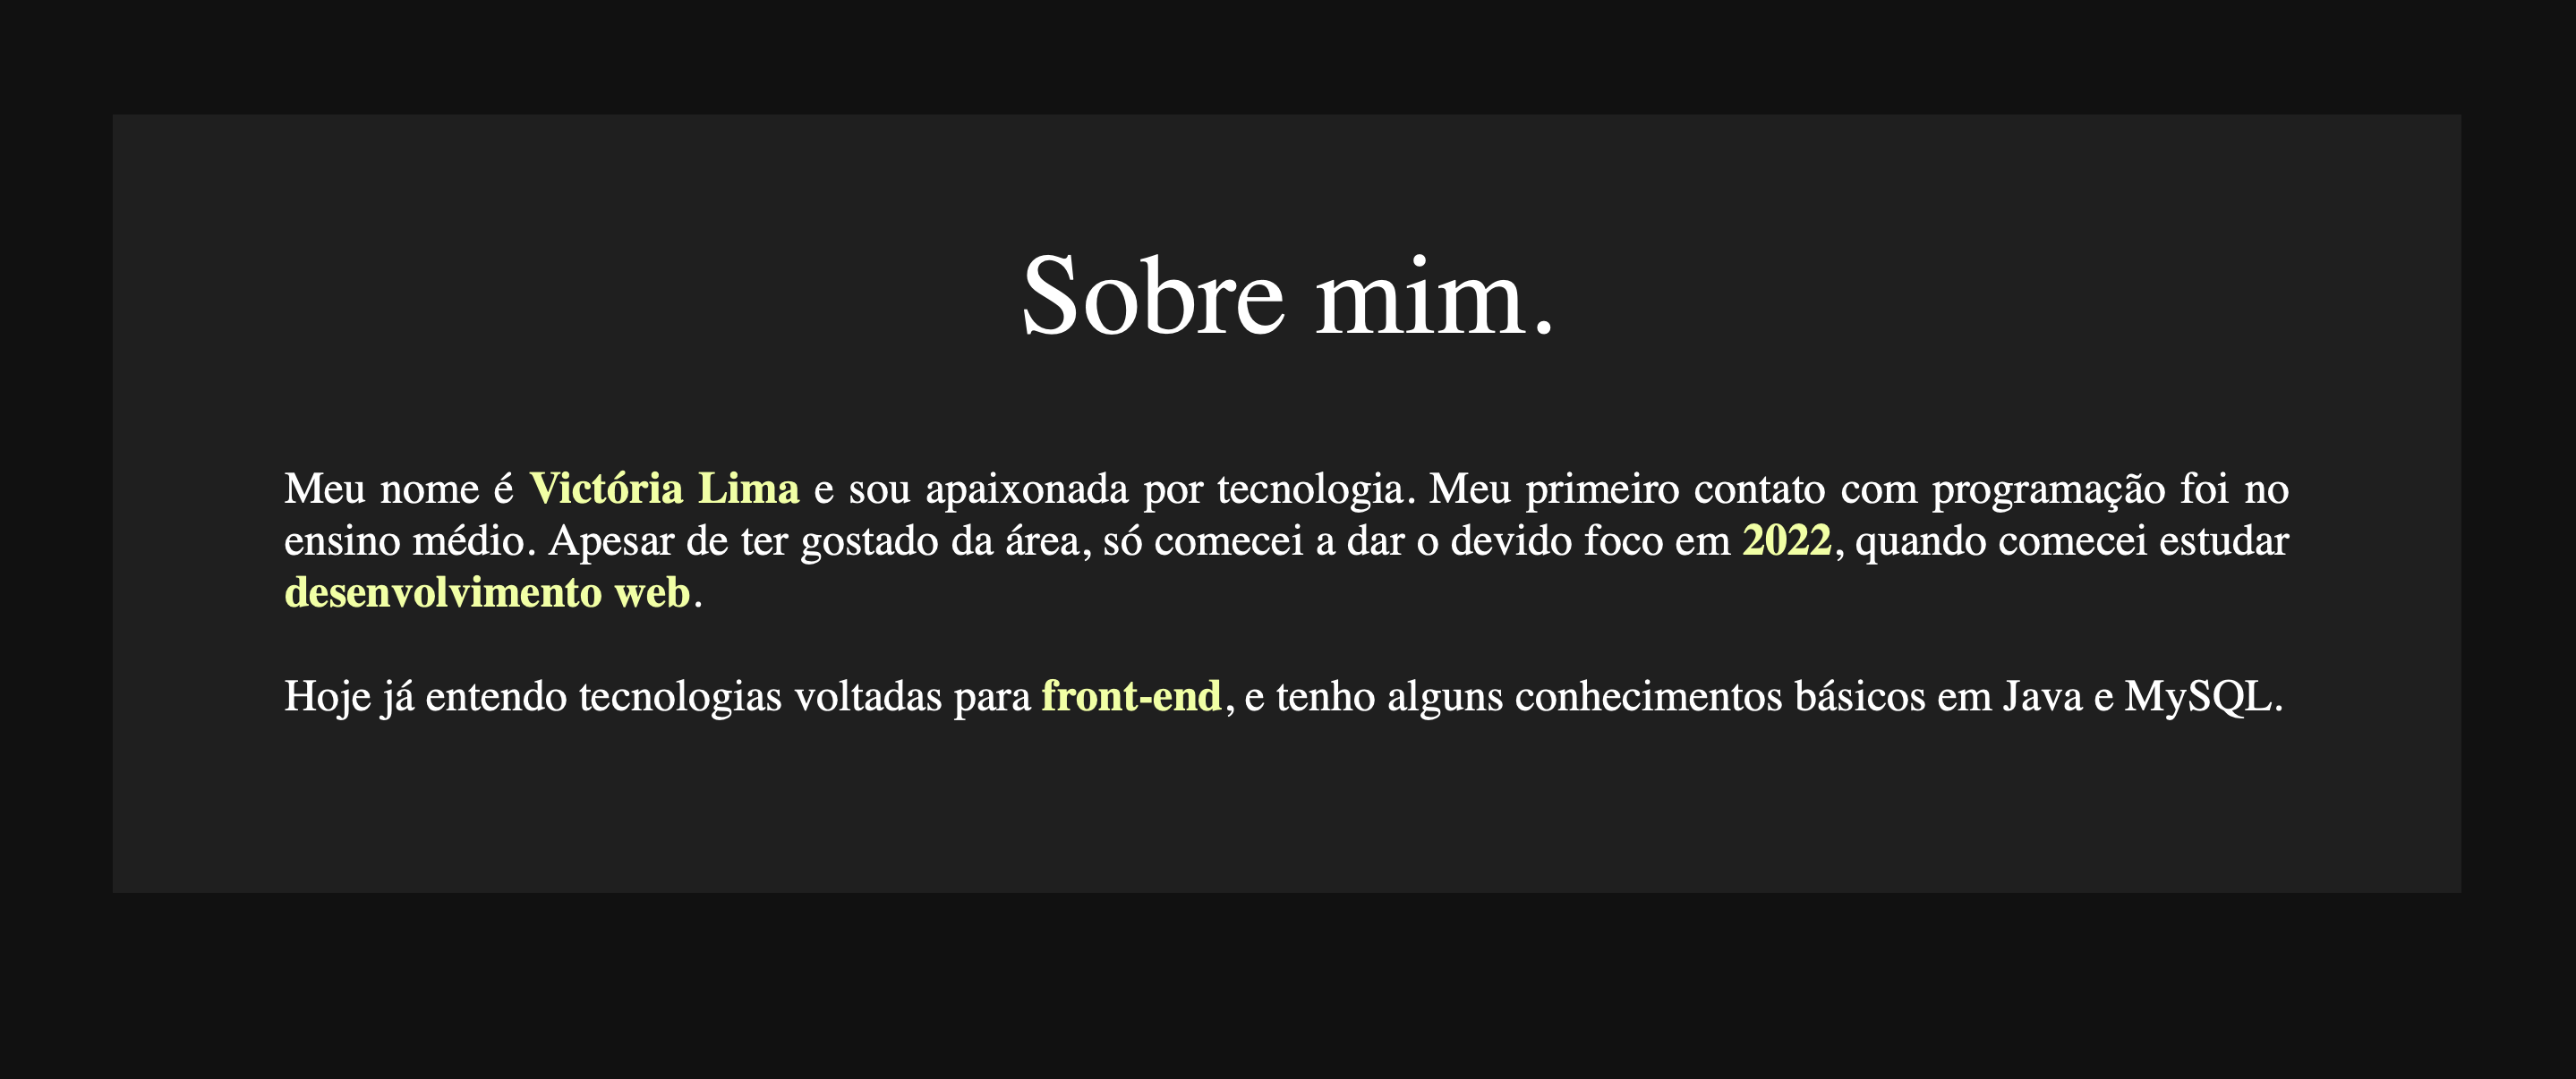 Sobre mim.
Meu nome é Victória Lima e sou apaixonada por tecnologia. Meu primeiro contato com programação foi no
ensino médio. Apesar de ter gostado da área, só comecei a dar o devido foco em 2022, quando comecei estudar
desenvolvimento web.
Hoje já entendo tecnologias voltadas para front-end, e tenho alguns conhecimentos básicos em Java e MySQL.